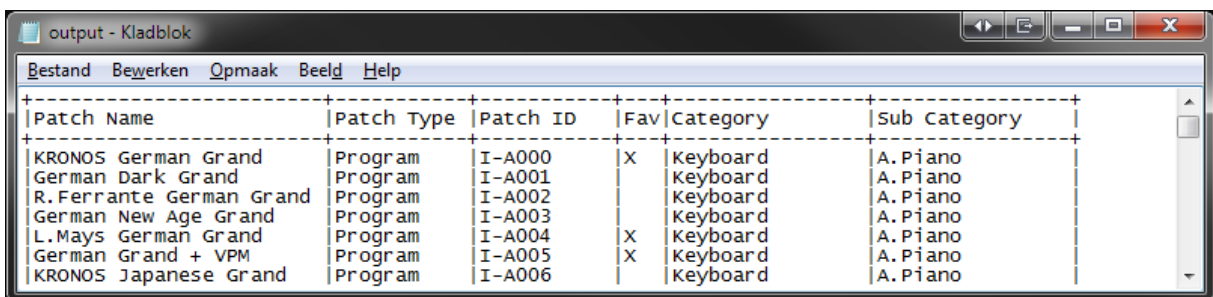 output - Kladblok
Bestand Bewerken Opmaak Beeld Help
+------------------------+-----------+-----------+---+----------------+----------------+
|Patch Name              |Patch Type |Patch ID   |Fav|Category        |Sub Category    |
+------------------------+-----------+-----------+---+----------------+----------------+
|KRONOS German Grand     |Program    |I-A000     |X  |Keyboard        |A.Piano         |
|German Dark Grand       |Program    |I-A001     |   |Keyboard        |A.Piano         |
|R.Ferrante German Grand |Program    |I-A002     |   |Keyboard        |A.Piano         |
|German New Age Grand    |Program    |I-A003     |   |Keyboard        |A.Piano         |
|L.Mays German Grand     |Program    |I-A004     |X  |Keyboard        |A.Piano         |
|German Grand + VPM      |Program    |I-A005     |X  |Keyboard        |A.Piano         |
|KRONOS Japanese Grand   |Program    |I-A006     |   |Keyboard        |A.Piano         |